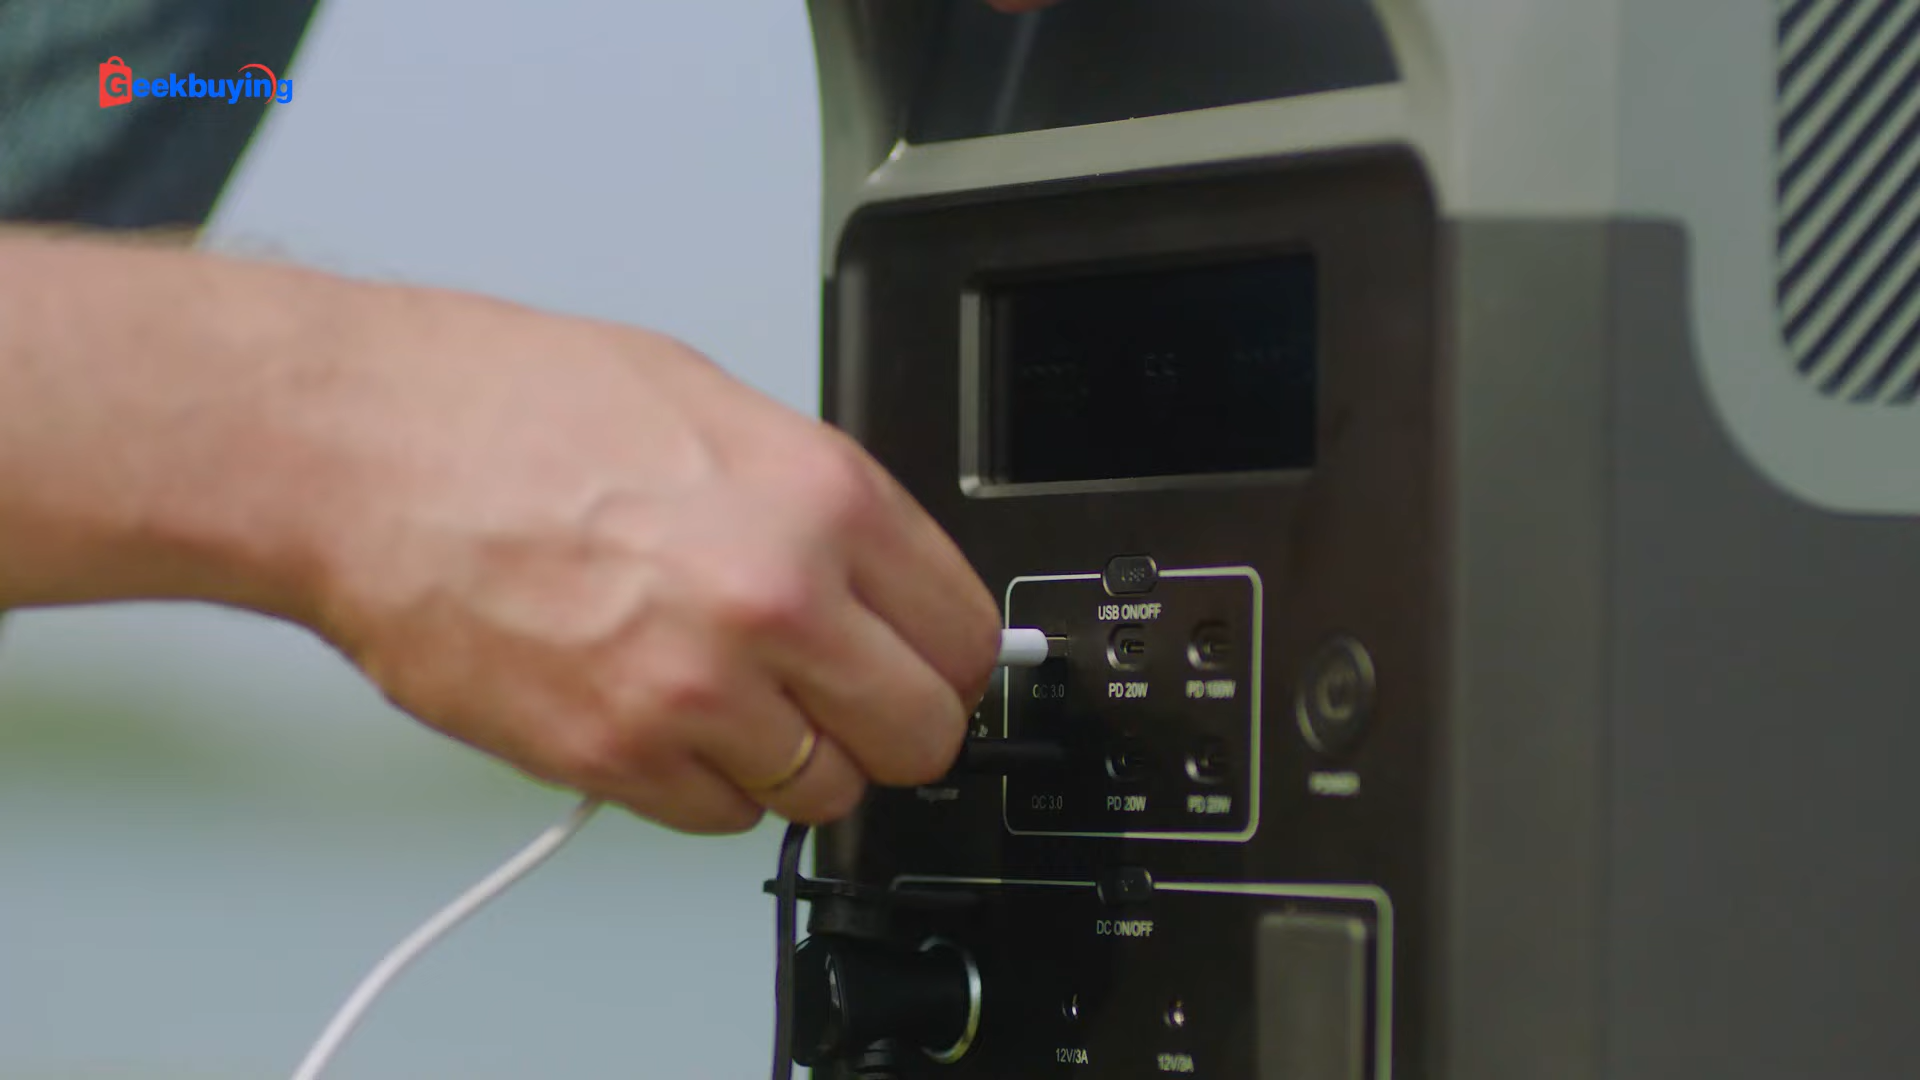 Geekbuying
USB
USB ON/OFF
QC 3.0
PD 20W
PD 100W
QC 3.0
PD 20W
PD 20W
POWER
DC ON/OFF
12V/3A
12V/3A